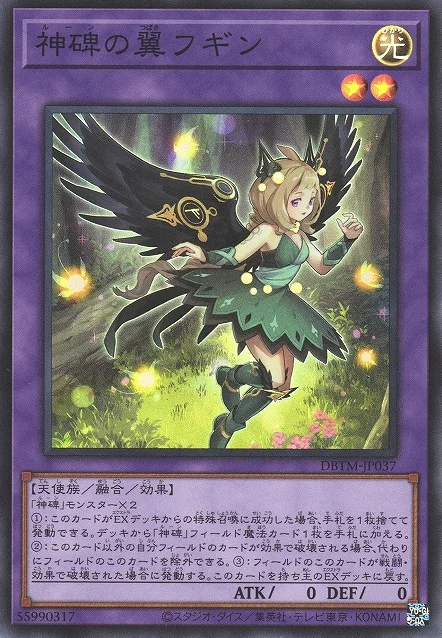 神碑の翼フギン
ルーン つばさ
光
ひかり
DBTM-JP037
【天使族／融合／効果】
「神碑」モンスター×2
①：このカードがEXデッキからの特殊召喚に成功した場合、手札を1枚捨てて
発動できる。デッキから「神碑」フィールド魔法カード1枚を手札に加える。
②：このカード以外の自分フィールドのカードが効果で破壊される場合、代わり
にフィールドのこのカードを除外できる。③：フィールドのこのカードが戦闘・
効果で破壊された場合に発動する。このカードを持ち主のEXデッキに戻す。
ATK/ 0 DEF/ 0
55990317
©スタジオ・ダイス／集英社・テレビ東京・KONAMI